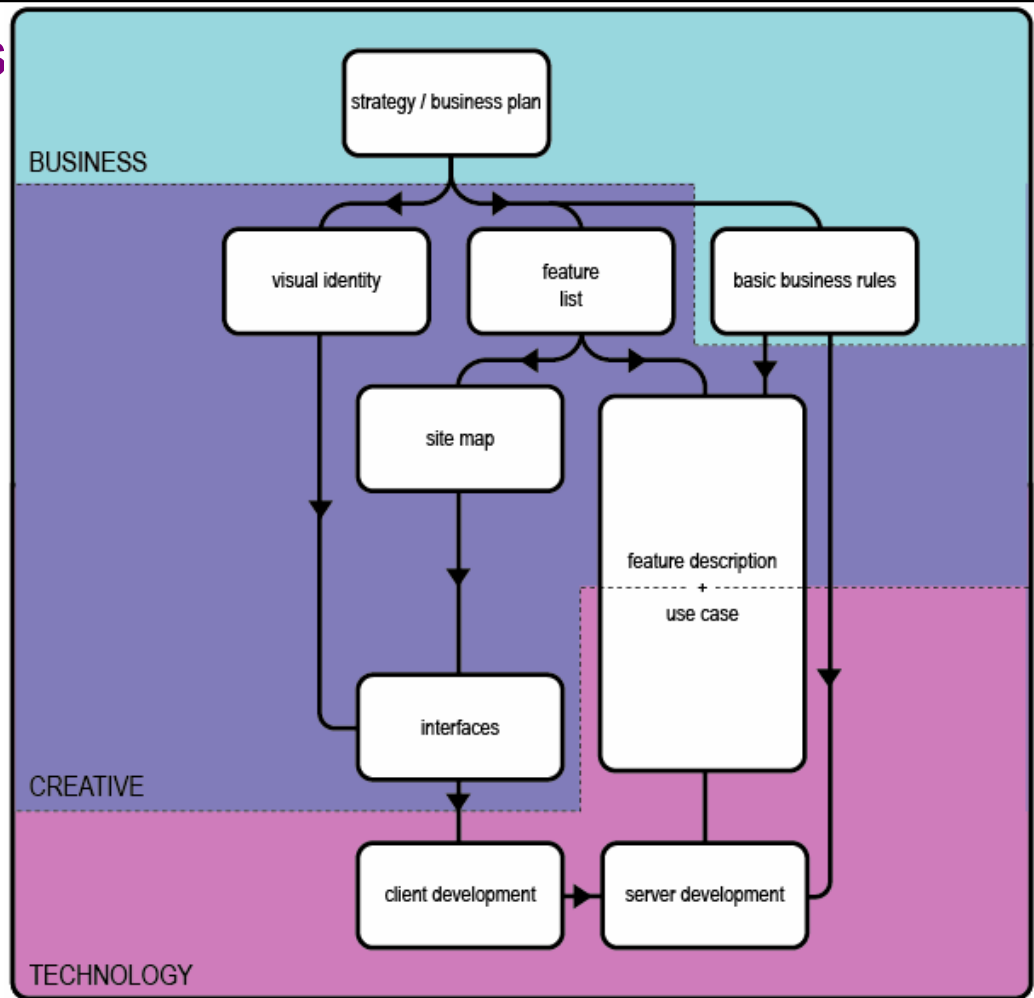 s
strategy / business plan
BUSINESS
visual identity
feature
list
basic business rules
site map
feature description
+
use case
interfaces
CREATIVE
client development
server development
TECHNOLOGY